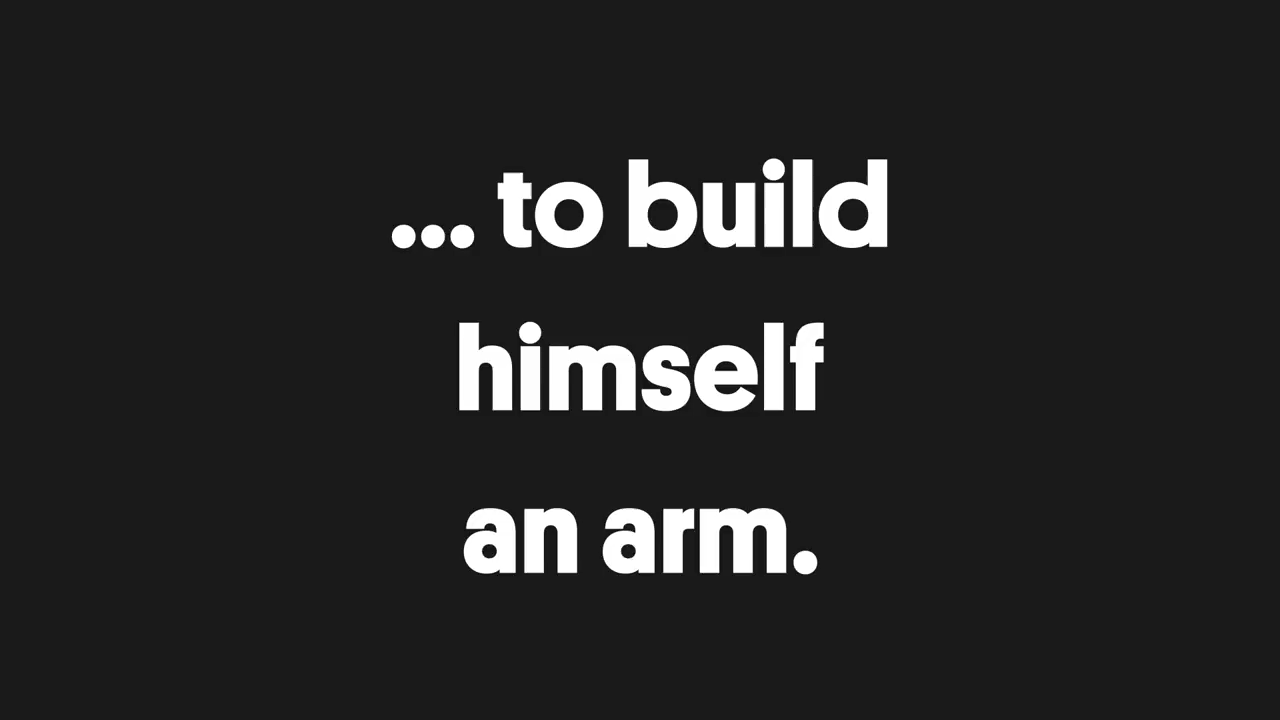 ... to build
himself
an arm.